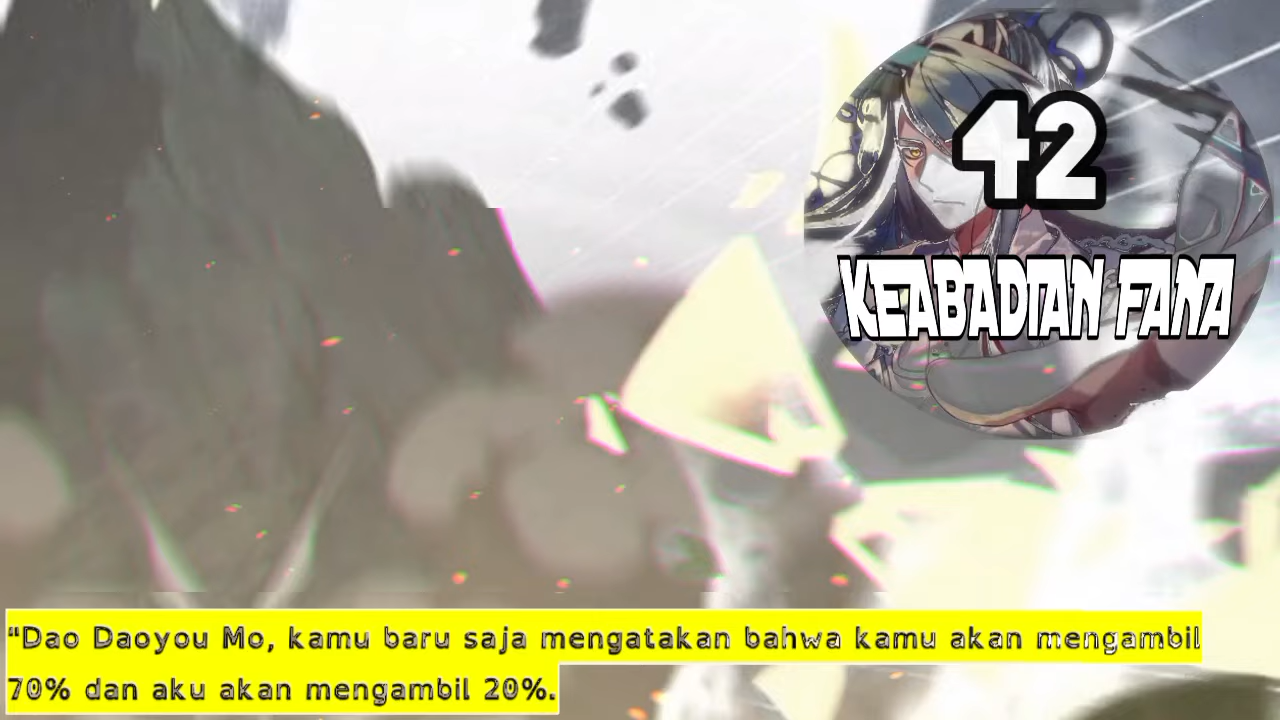 42
KEABADIAN FANA
"Dao Daoyou Mo, kamu baru saja mengatakan bahwa kamu akan mengambil
70% dan aku akan mengambil 20%.